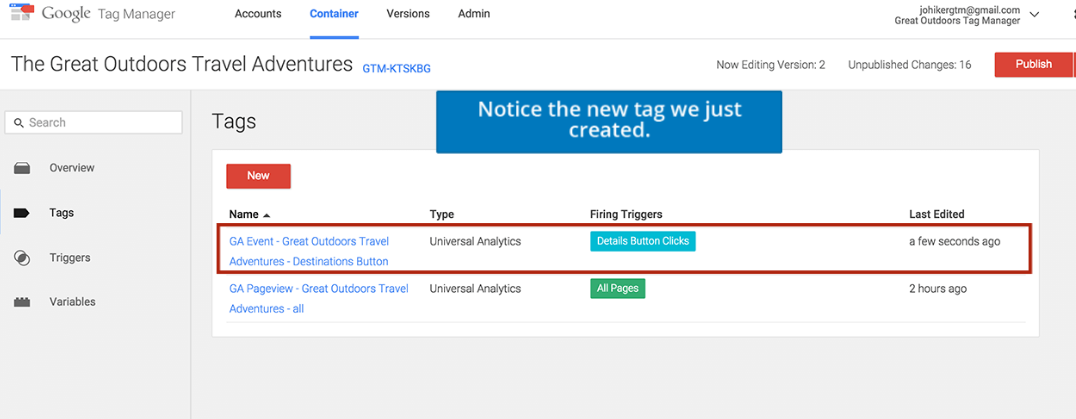 Google Tag Manager
Accounts
Container
Versions
Admin
johikergtm@gmail.com
Great Outdoors Tag Manager
The Great Outdoors Travel Adventures GTM-KTSKBG
Now Editing Version: 2
Unpublished Changes: 16
Publish
Search
Overview
Tags
Triggers
Variables
Tags
Notice the new tag we just
created.
New
Name
Type
Firing Triggers
Last Edited
GA Event - Great Outdoors Travel
Adventures - Destinations Button
Universal Analytics
Details Button Clicks
a few seconds ago
GA Pageview - Great Outdoors Travel
Adventures - all
Universal Analytics
All Pages
2 hours ago